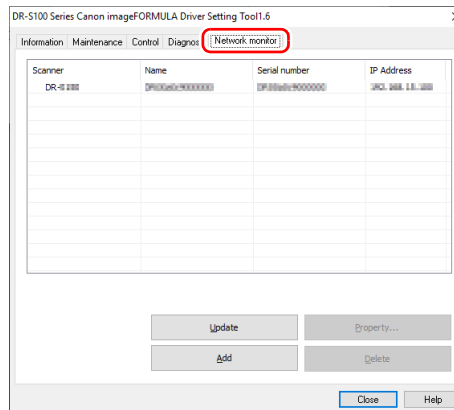 DR-S100 Series Canon imageFORMULA Driver Setting Tool1.6
Information Maintenance Control Diagnos Network monitor
Scanner Name Serial number IP Address
Update Property...
Add Delete
Close Help